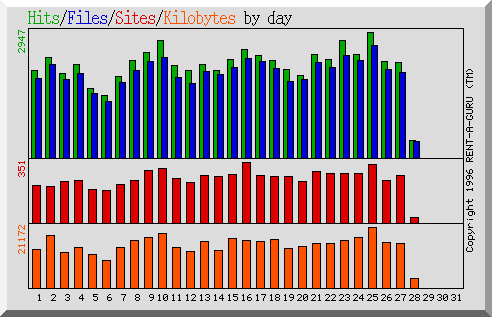 Hits/Files/Sites/Kilobytes by day
2947
351
21172
1 2 3 4 5 6 7 8 9 10 11 12 13 14 15 16 17 18 19 20 21 22 23 24 25 26 27 28 29 30 31
Copyright 1996 RENT-A-GURU (TM)